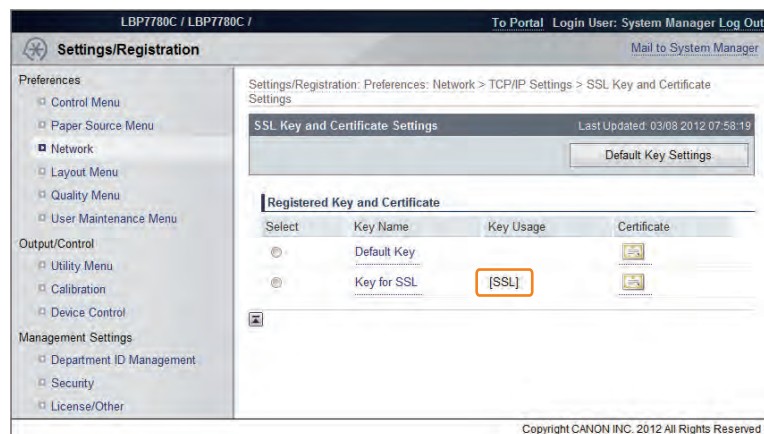 LBP7780C / LBP7780C /
To Portal Login User: System Manager Log Out
Settings/Registration
Mail to System Manager
Preferences
Control Menu
Paper Source Menu
Network
Layout Menu
Quality Menu
User Maintenance Menu
Output/Control
Utility Menu
Calibration
Device Control
Management Settings
Department ID Management
Security
License/Other
Settings/Registration: Preferences: Network > TCP/IP Settings > SSL Key and Certificate
Settings
SSL Key and Certificate Settings
Last Updated: 03/08 2012 07:58:19
Default Key Settings
Registered Key and Certificate
Select Key Name Key Usage Certificate
Default Key
Key for SSL [SSL]
Copyright CANON INC. 2012 All Rights Reserved